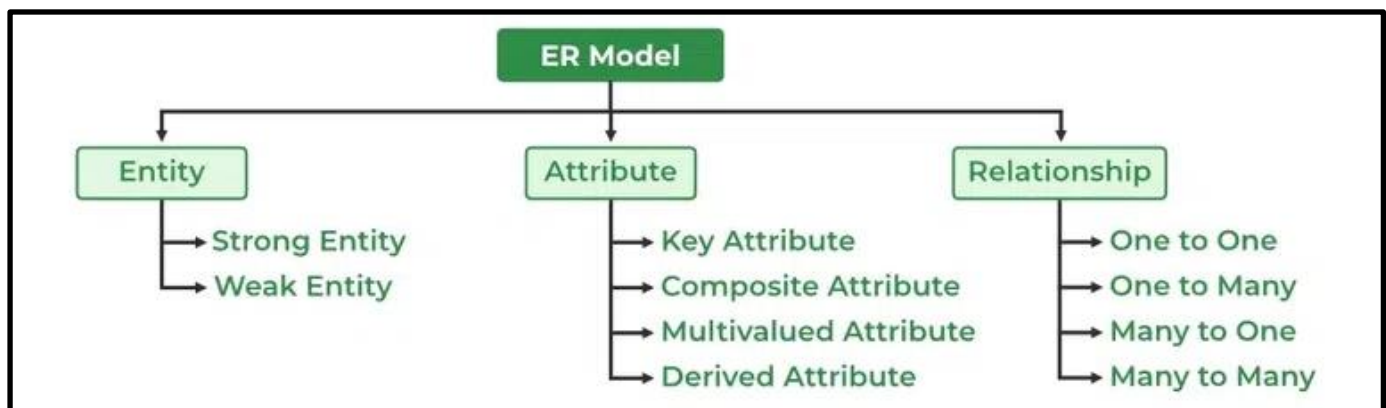 ER Model
Entity
Strong Entity
Weak Entity
Attribute
Key Attribute
Composite Attribute
Multivalued Attribute
Derived Attribute
Relationship
One to One
One to Many
Many to One
Many to Many